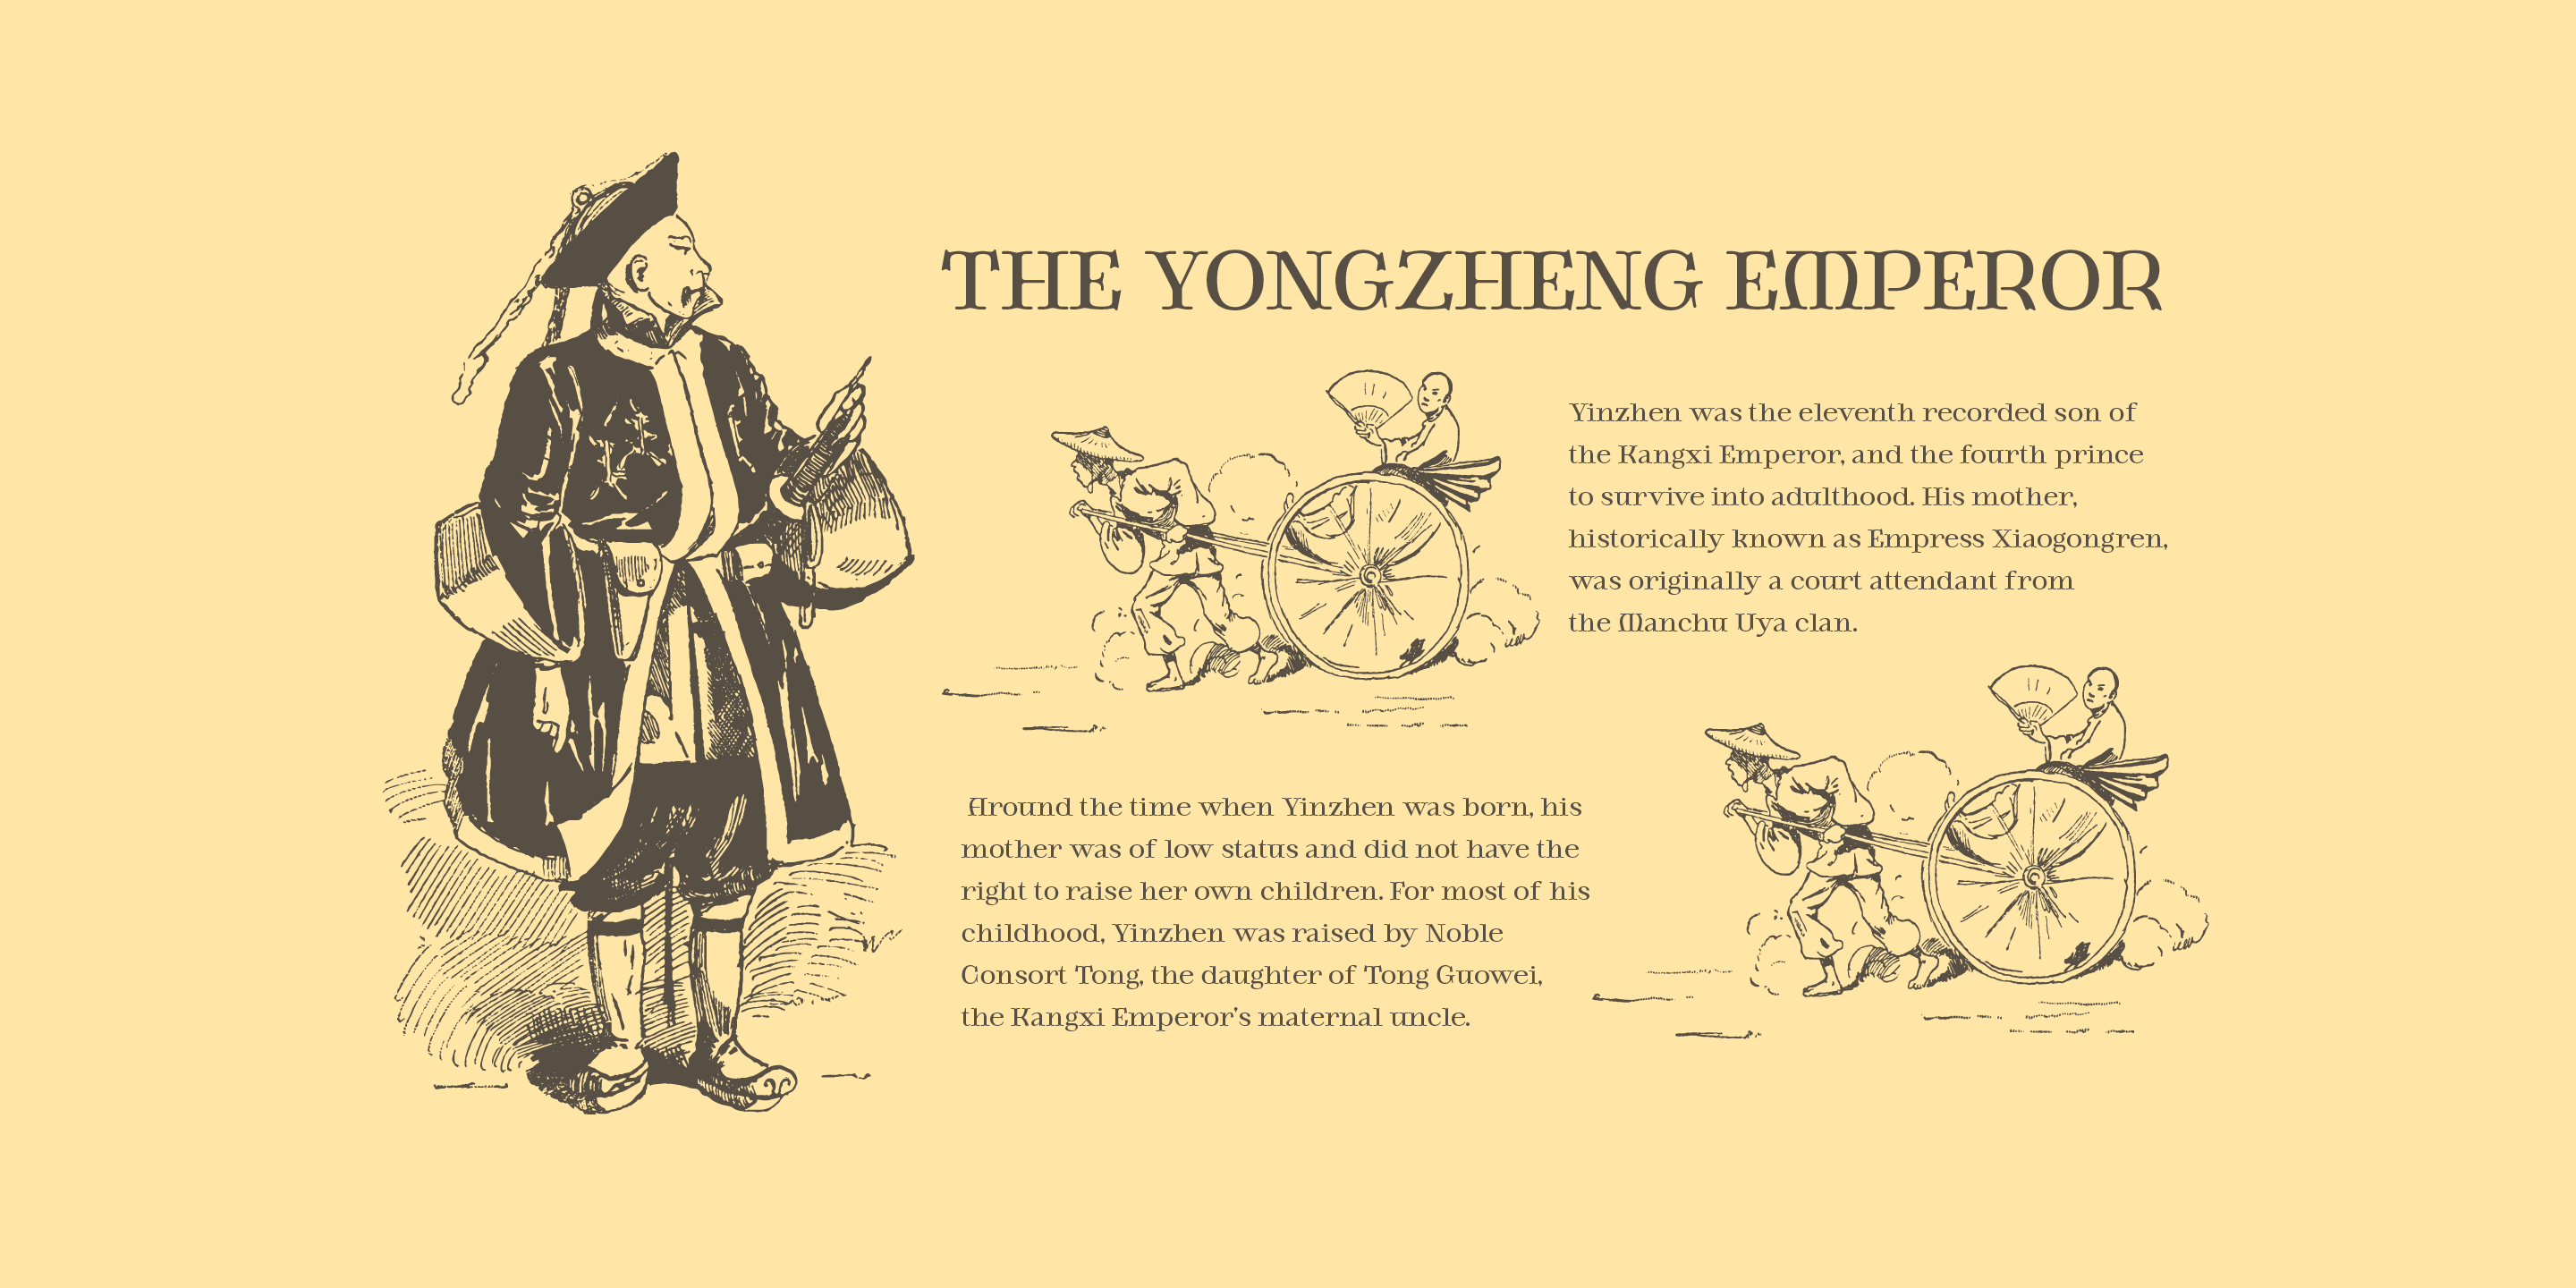 THE YONGZHENG EMPEROR
Yinzhen was the eleventh recorded son of
the Kangxi Emperor, and the fourth prince
to survive into adulthood. His mother,
historically known as Empress Xiaogongren,
was originally a court attendant from
the Manchu Uya clan.
Around the time when Yinzhen was born, his
mother was of low status and did not have the
right to raise her own children. For most of his
childhood, Yinzhen was raised by Noble
Consort Tong, the daughter of Tong Guowei,
the Kangxi Emperor's maternal uncle.